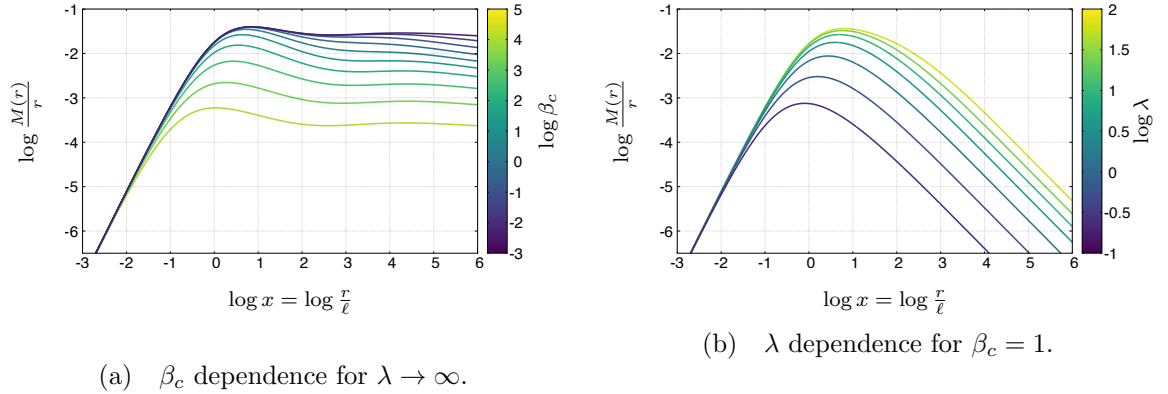 -1
-2
-3
-4
-5
-6
-3 -2 -1 0 1 2 3 4 5 6
log M(r)/r
log x = log r/ℓ
5
4
3
2
1
0
-1
-2
-3
log β_c
(a) β_c dependence for λ → ∞.
-1
-2
-3
-4
-5
-6
-3 -2 -1 0 1 2 3 4 5 6
log M(r)/r
log x = log r/ℓ
2
1.5
1
0.5
0
-0.5
-1
log λ
(b) λ dependence for β_c = 1.